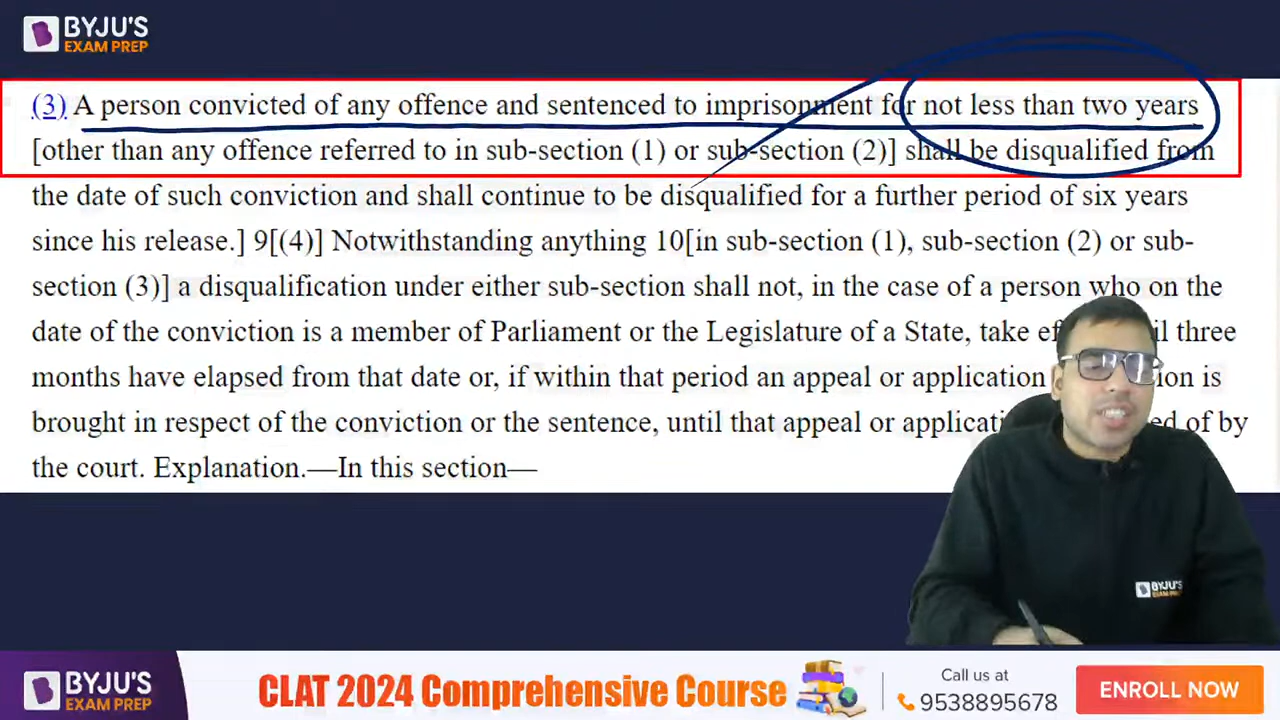 BYJU'S
EXAM PREP
(3) A person convicted of any offence and sentenced to imprisonment for not less than two years
[other than any offence referred to in sub-section (1) or sub-section (2)] shall be disqualified from
the date of such conviction and shall continue to be disqualified for a further period of six years
since his release.] 9[(4)] Notwithstanding anything 10[in sub-section (1), sub-section (2) or sub-
section (3)] a disqualification under either sub-section shall not, in the case of a person who on the
date of the conviction is a member of Parliament or the Legislature of a State, take three
months have elapsed from that date or, if within that period an appeal or application is
brought in respect of the conviction or the sentence, until that appeal or of by
the court. Explanation.—In this section—
BYJU'S
EXAM PREP
BYJU'S
EXAM PREP
CLAT 2024 Comprehensive Course
Call us at
9538895678
ENROLL NOW